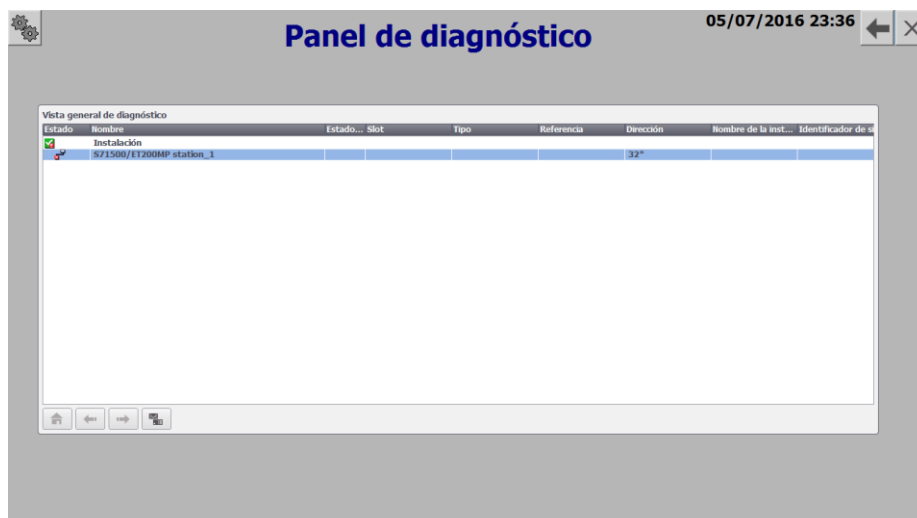 Panel de diagnóstico
05/07/2016 23:36
Vista general de diagnóstico
Estado Nombre Estado... Slot Tipo Referencia Dirección Nombre de la inst... Identificador de si
Instalación
S71500/ET200MP station_1 32*